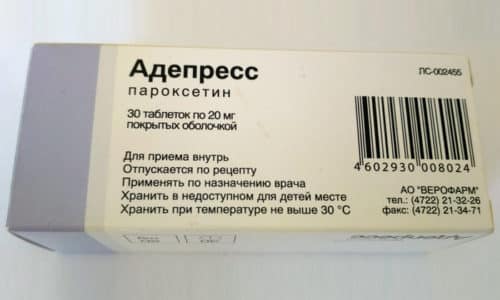 Адепресс
ЛС-002455
пароксетин
30 таблеток по 20 мг
покрытых оболочкой
4 602930 008024
Для приема внутрь
Отпускается по рецепту
Применять по назначению врача
Хранить в недоступном для детей месте
Хранить при температуре не выше 30 °C
АО "ВЕРОФАРМ"
тел.: (4722) 21-32-26
факс: (4722) 21-34-71